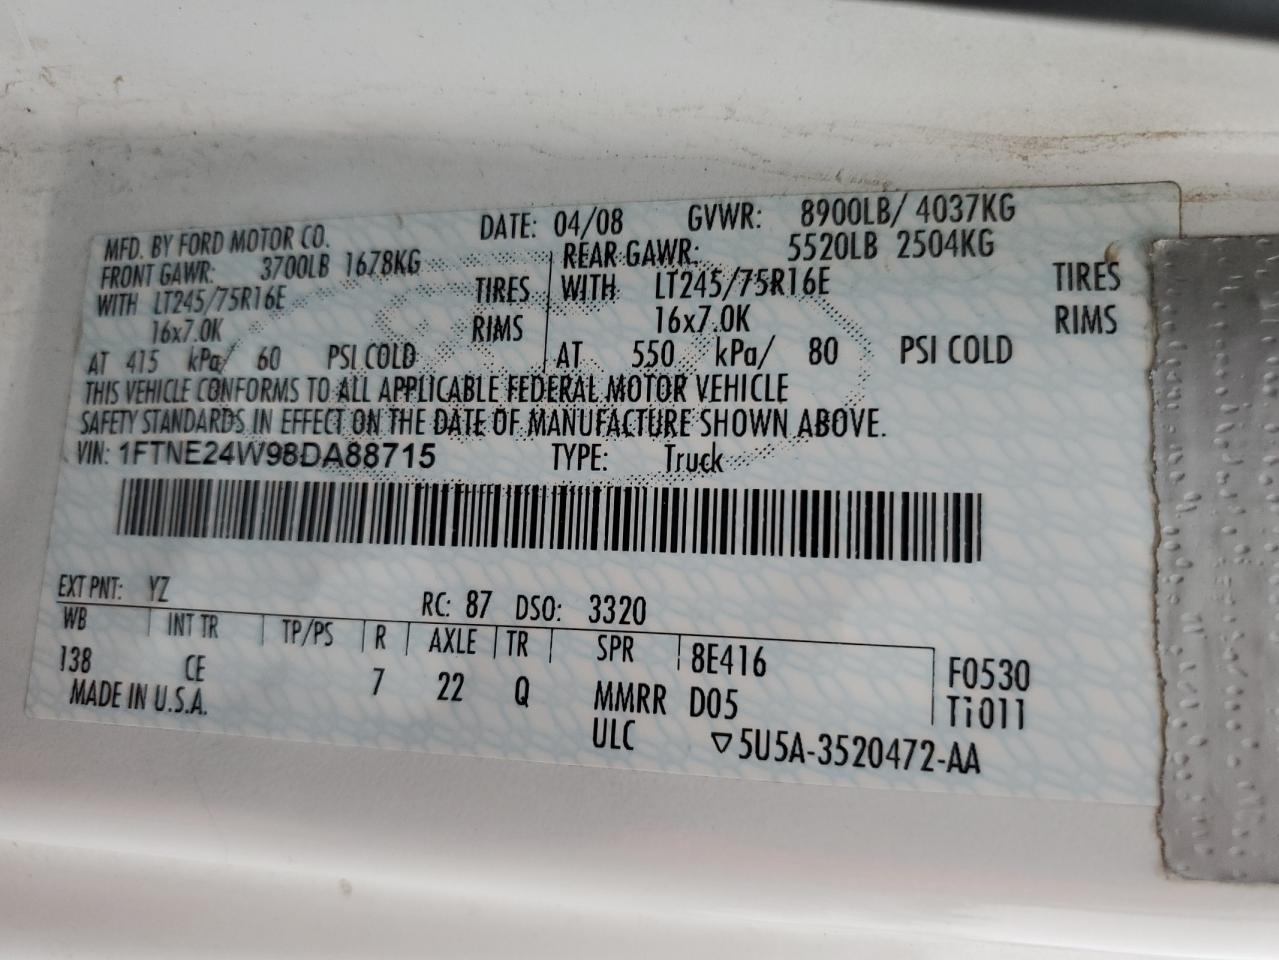 MFD. BY FORD MOTOR CO. DATE: 04/08 GVWR: 8900LB/ 4037KG
FRONT GAWR: 3700LB 1678KG REAR GAWR: 5520LB 2504KG
WITH LT245/75R16E TIRES WITH LT245/75R16E TIRES
16x7.0K RIMS 16x7.0K RIMS
AT 415 kPa/ 60 PSI COLD AT 550 kPa/ 80 PSI COLD
THIS VEHICLE CONFORMS TO ALL APPLICABLE FEDERAL MOTOR VEHICLE
SAFETY STANDARDS IN EFFECT ON THE DATE OF MANUFACTURE SHOWN ABOVE.
VIN: 1FTNE24W98DA88715 TYPE: Truck
EXT PNT: YZ RC: 87 DSO: 3320
WB INT TR TP/PS R AXLE TR SPR 8E416 F0530
138 CE 7 22 Q MMRR D05 Ti011
MADE IN U.S.A. ULC ▽5U5A-3520472-AA